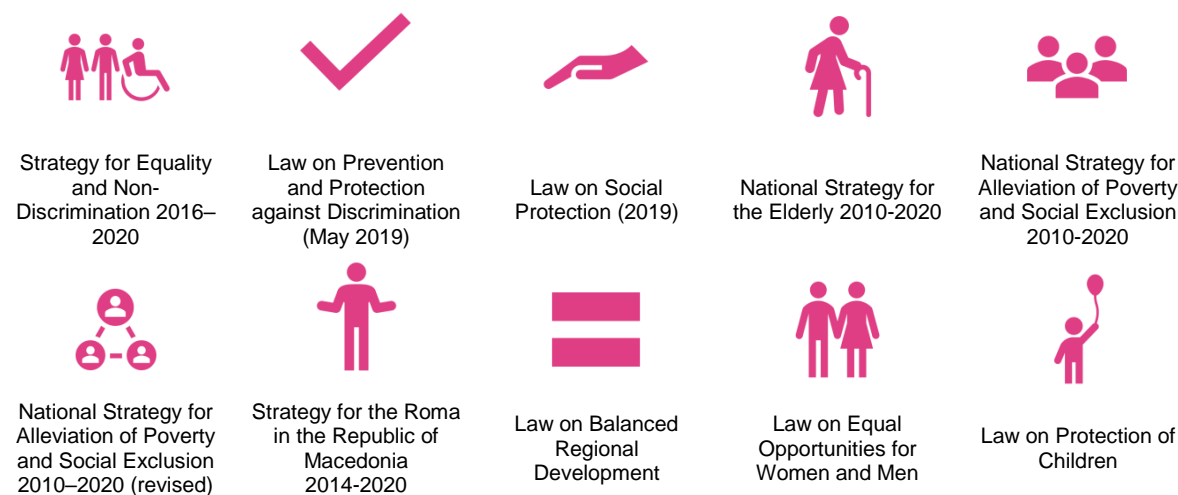 Strategy for Equality
and Non-
Discrimination 2016–
2020
Law on Prevention
and Protection
against Discrimination
(May 2019)
Law on Social
Protection (2019)
National Strategy for
the Elderly 2010-2020
National Strategy for
Alleviation of Poverty
and Social Exclusion
2010-2020
National Strategy for
Alleviation of Poverty
and Social Exclusion
2010–2020 (revised)
Strategy for the Roma
in the Republic of
Macedonia
2014-2020
Law on Balanced
Regional
Development
Law on Equal
Opportunities for
Women and Men
Law on Protection of
Children